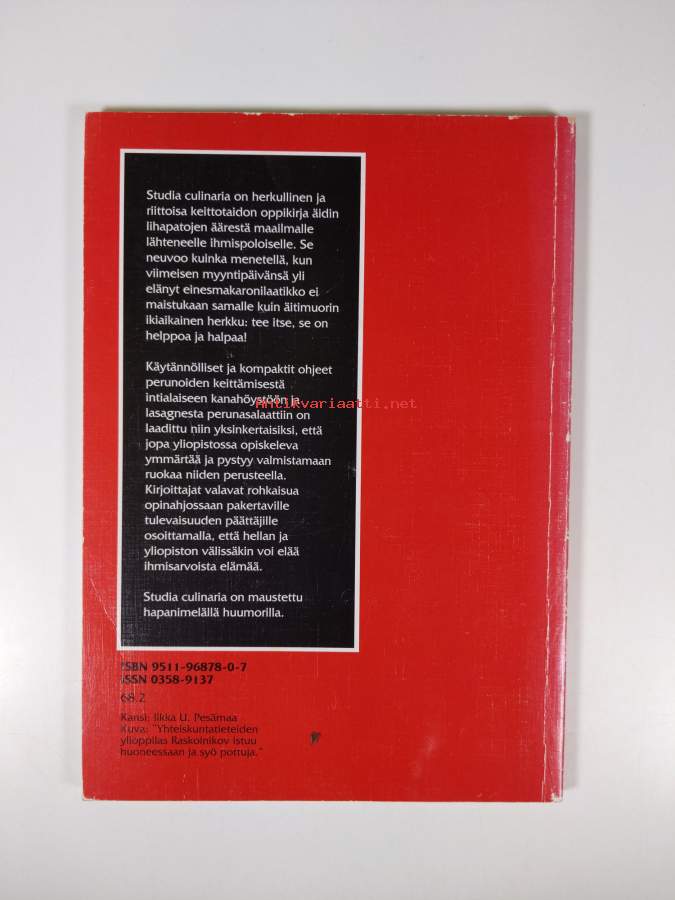 Studia culinaria on herkullinen ja
riittoisa keittotaidon oppikirja äidin
lihapatojen äärestä maailmalle
lähteneelle ihmispoloiselle. Se
neuvoo kuinka menetellä, kun
viimeisen myyntipäivänsä yli
elänyt einesmakaronilaatikko ei
maistukaan samalle kuin äitimuorin
ikiaikainen herkku: tee itse, se on
helppoa ja halpaa!
Käytännölliset ja kompaktit ohjeet
perunoiden keittämisestä
intialaiseen kanahöystöön ja
Antikvariaatti.net
lasagnesta perunasalaattiin on
laadittu niin yksinkertaisiksi, että
jopa yliopistossa opiskeleva
ymmärtää ja pystyy valmistamaan
ruokaa niiden perusteella.
Kirjoittajat valavat rohkaisua
opinahjossaan pakertaville
tulevaisuuden päättäjille
osoittamalla, että hellan ja
yliopiston välissäkin voi elää
ihmisarvoista elämää.
Studia culinaria on maustettu
hapanimelällä huumorilla.
ISBN 9511-96878-0-7
ISSN 0358-9137
68.2
Kansi: Iikka U. Pesämaa
Kuva: "Yhteiskuntatieteiden
ylioppilas Raskolnikov istuu
huoneessaan ja syö pottuja."